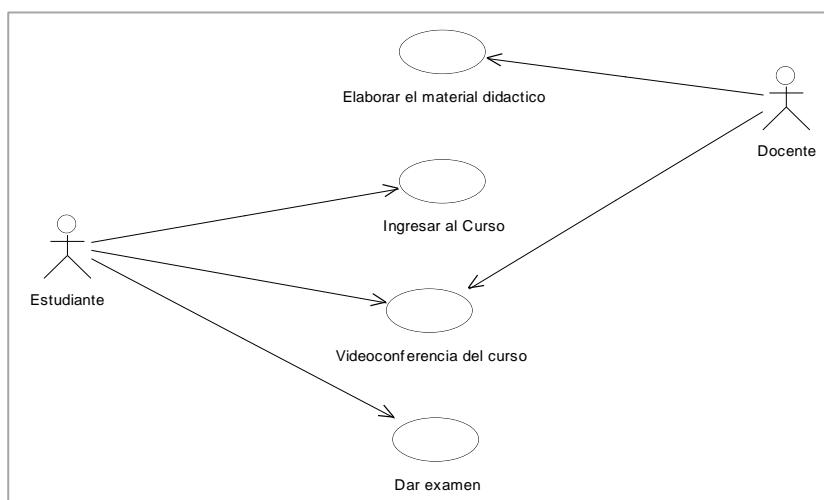 Elaborar el material didactico
Docente
Ingresar al Curso
Estudiante
Videoconferencia del curso
Dar examen